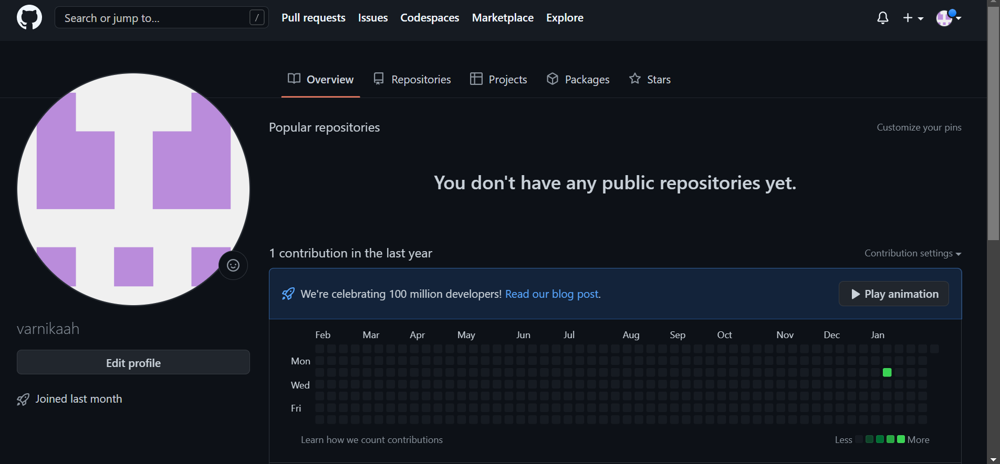 Search or jump to... /
Pull requests Issues Codespaces Marketplace Explore
Overview Repositories Projects Packages Stars
Popular repositories
Customize your pins
You don't have any public repositories yet.
1 contribution in the last year
Contribution settings
We're celebrating 100 million developers! Read our blog post.
Play animation
varnikaah
Edit profile
Joined last month
Feb Mar Apr May Jun Jul Aug Sep Oct Nov Dec Jan
Mon
Wed
Fri
Learn how we count contributions
Less More